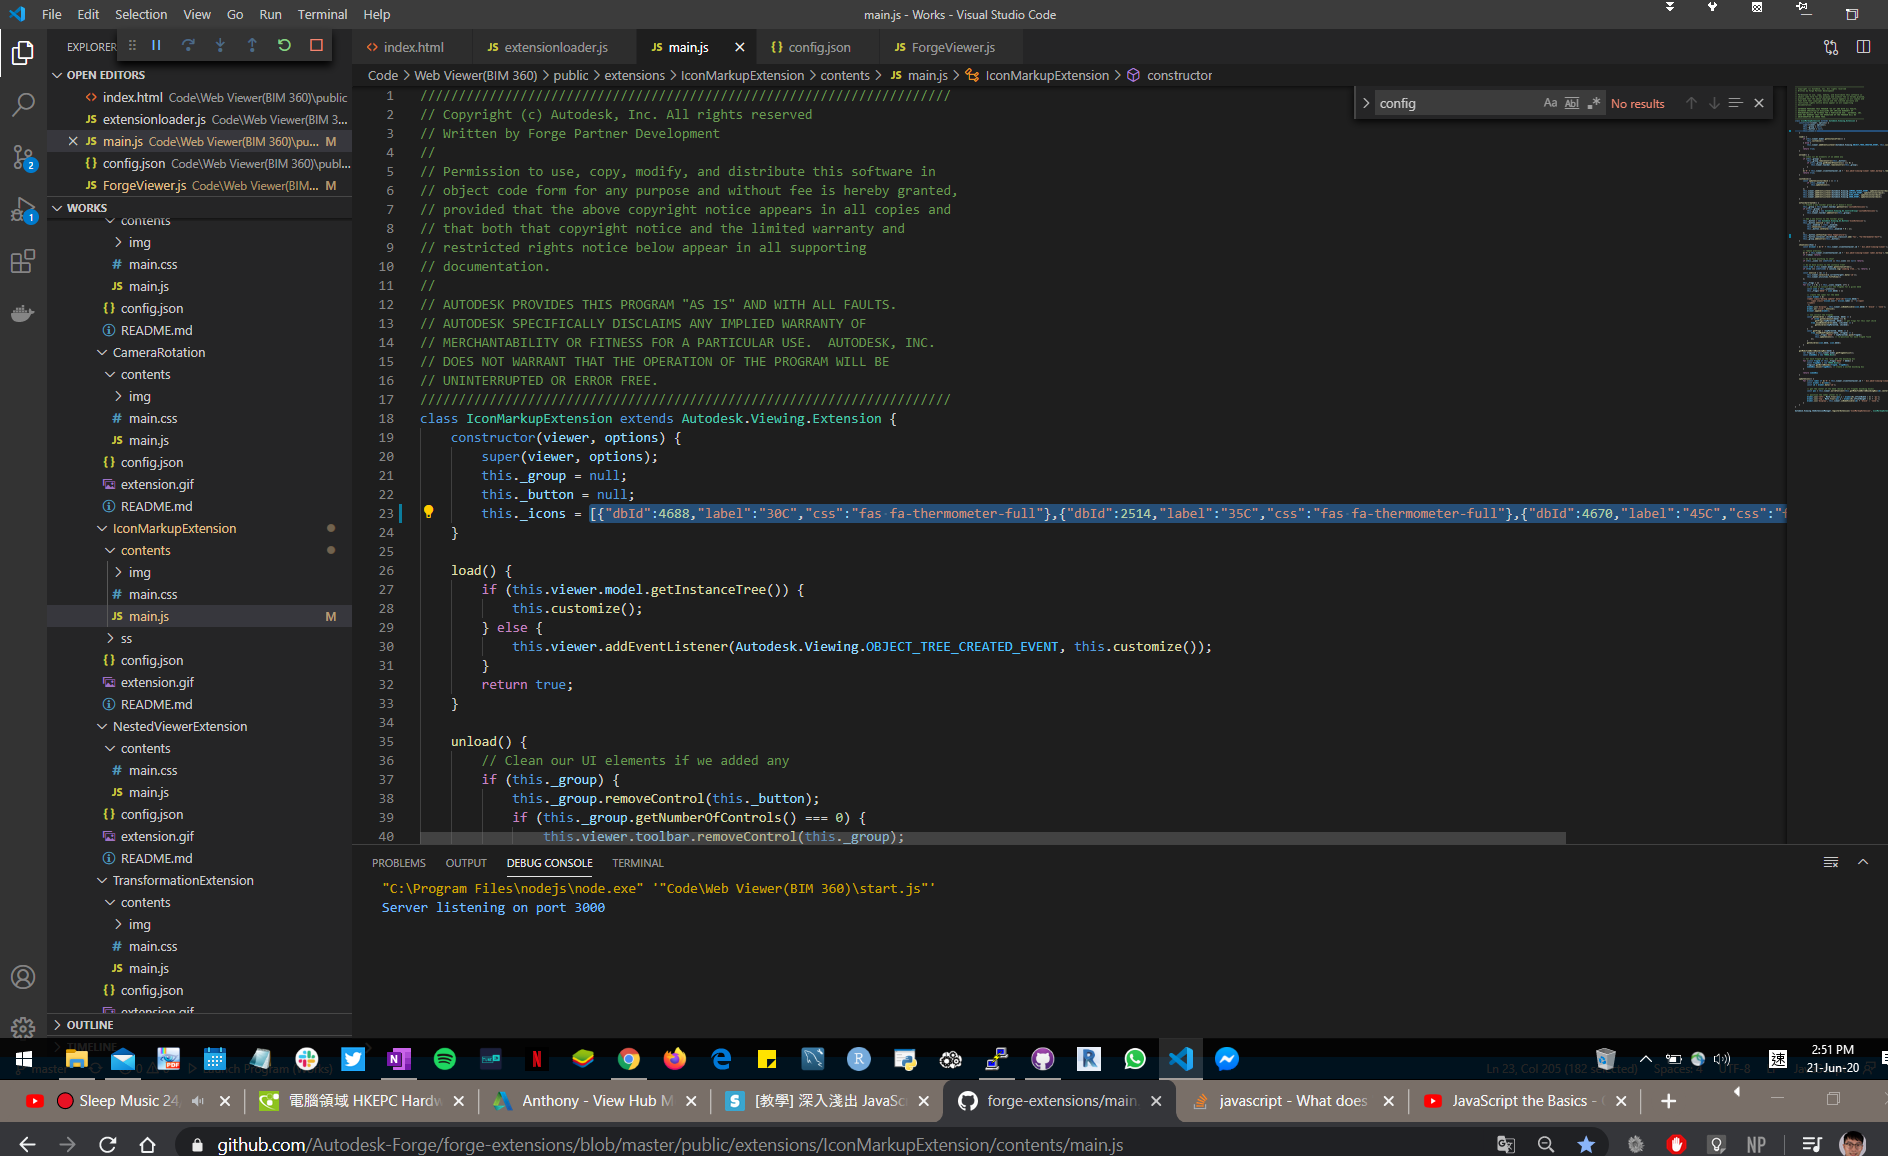 File Edit Selection View Go Run Terminal Help
main.js - Works - Visual Studio Code
EXPLORER
index.html
extensionloader.js
main.js
config.json
ForgeViewer.js
OPEN EDITORS
index.html Code\Web Viewer(BIM 360)\public
extensionloader.js Code\Web Viewer(BIM 3...
main.js Code\Web Viewer(BIM 360)\pu... M
config.json Code\Web Viewer(BIM 360)\publ...
ForgeViewer.js Code\Web Viewer(BIM... M
WORKS
contents
img
main.css
main.js
config.json
README.md
CameraRotation
contents
img
main.css
main.js
config.json
extension.gif
README.md
IconMarkupExtension
contents
img
main.css
main.js M
ss
config.json
extension.gif
README.md
NestedViewerExtension
contents
main.css
main.js
config.json
extension.gif
README.md
TransformationExtension
contents
img
main.css
main.js
config.json
extension.gif
OUTLINE
TIMELINE
2
1
Code > Web Viewer(BIM 360) > public > extensions > IconMarkupExtension > contents > JS main.js > IconMarkupExtension > constructor
config
Aa Abl .* No results
1 /////////////////////////////////////////////////////////////////////
2 // Copyright (c) Autodesk, Inc. All rights reserved
3 // Written by Forge Partner Development
4 //
5 // Permission to use, copy, modify, and distribute this software in
6 // object code form for any purpose and without fee is hereby granted,
7 // provided that the above copyright notice appears in all copies and
8 // that both that copyright notice and the limited warranty and
9 // restricted rights notice below appear in all supporting
10 // documentation.
11 //
12 // AUTODESK PROVIDES THIS PROGRAM "AS IS" AND WITH ALL FAULTS.
13 // AUTODESK SPECIFICALLY DISCLAIMS ANY IMPLIED WARRANTY OF
14 // MERCHANTABILITY OR FITNESS FOR A PARTICULAR USE.  AUTODESK, INC.
15 // DOES NOT WARRANT THAT THE OPERATION OF THE PROGRAM WILL BE
16 // UNINTERRUPTED OR ERROR FREE.
17 /////////////////////////////////////////////////////////////////////
18 class IconMarkupExtension extends Autodesk.Viewing.Extension {
19     constructor(viewer, options) {
20         super(viewer, options);
21         this._group = null;
22         this._button = null;
23         this._icons = [{"dbId":4688,"label":"30C","css":"fas fa-thermometer-full"},{"dbId":2514,"label":"35C","css":"fas fa-thermometer-full"},{"dbId":4670,"label":"45C","css":"f
24     }
25
26     load() {
27         if (this.viewer.model.getInstanceTree()) {
28             this.customize();
29         } else {
30             this.viewer.addEventListener(Autodesk.Viewing.OBJECT_TREE_CREATED_EVENT, this.customize());
31         }
32         return true;
33     }
34
35     unload() {
36         // Clean our UI elements if we added any
37         if (this._group) {
38             this._group.removeControl(this._button);
39             if (this._group.getNumberOfControls() === 0) {
40                 this.viewer.toolbar.removeControl(this._group);
PROBLEMS OUTPUT DEBUG CONSOLE TERMINAL
"C:\Program Files\nodejs\node.exe" '"Code\Web Viewer(BIM 360)\start.js"'
Server listening on port 3000
Ln 23, Col 205 (182 selected) Spaces: 4 UTF-8
速
2:51 PM
21-Jun-20
Sleep Music 24
電腦領域 HKEPC Hardw
Anthony - View Hub M
[教學] 深入淺出 JavaSc
forge-extensions/main.
javascript - What does
JavaScript the Basics -
github.com/Autodesk-Forge/forge-extensions/blob/master/public/extensions/IconMarkupExtension/contents/main.js
NP